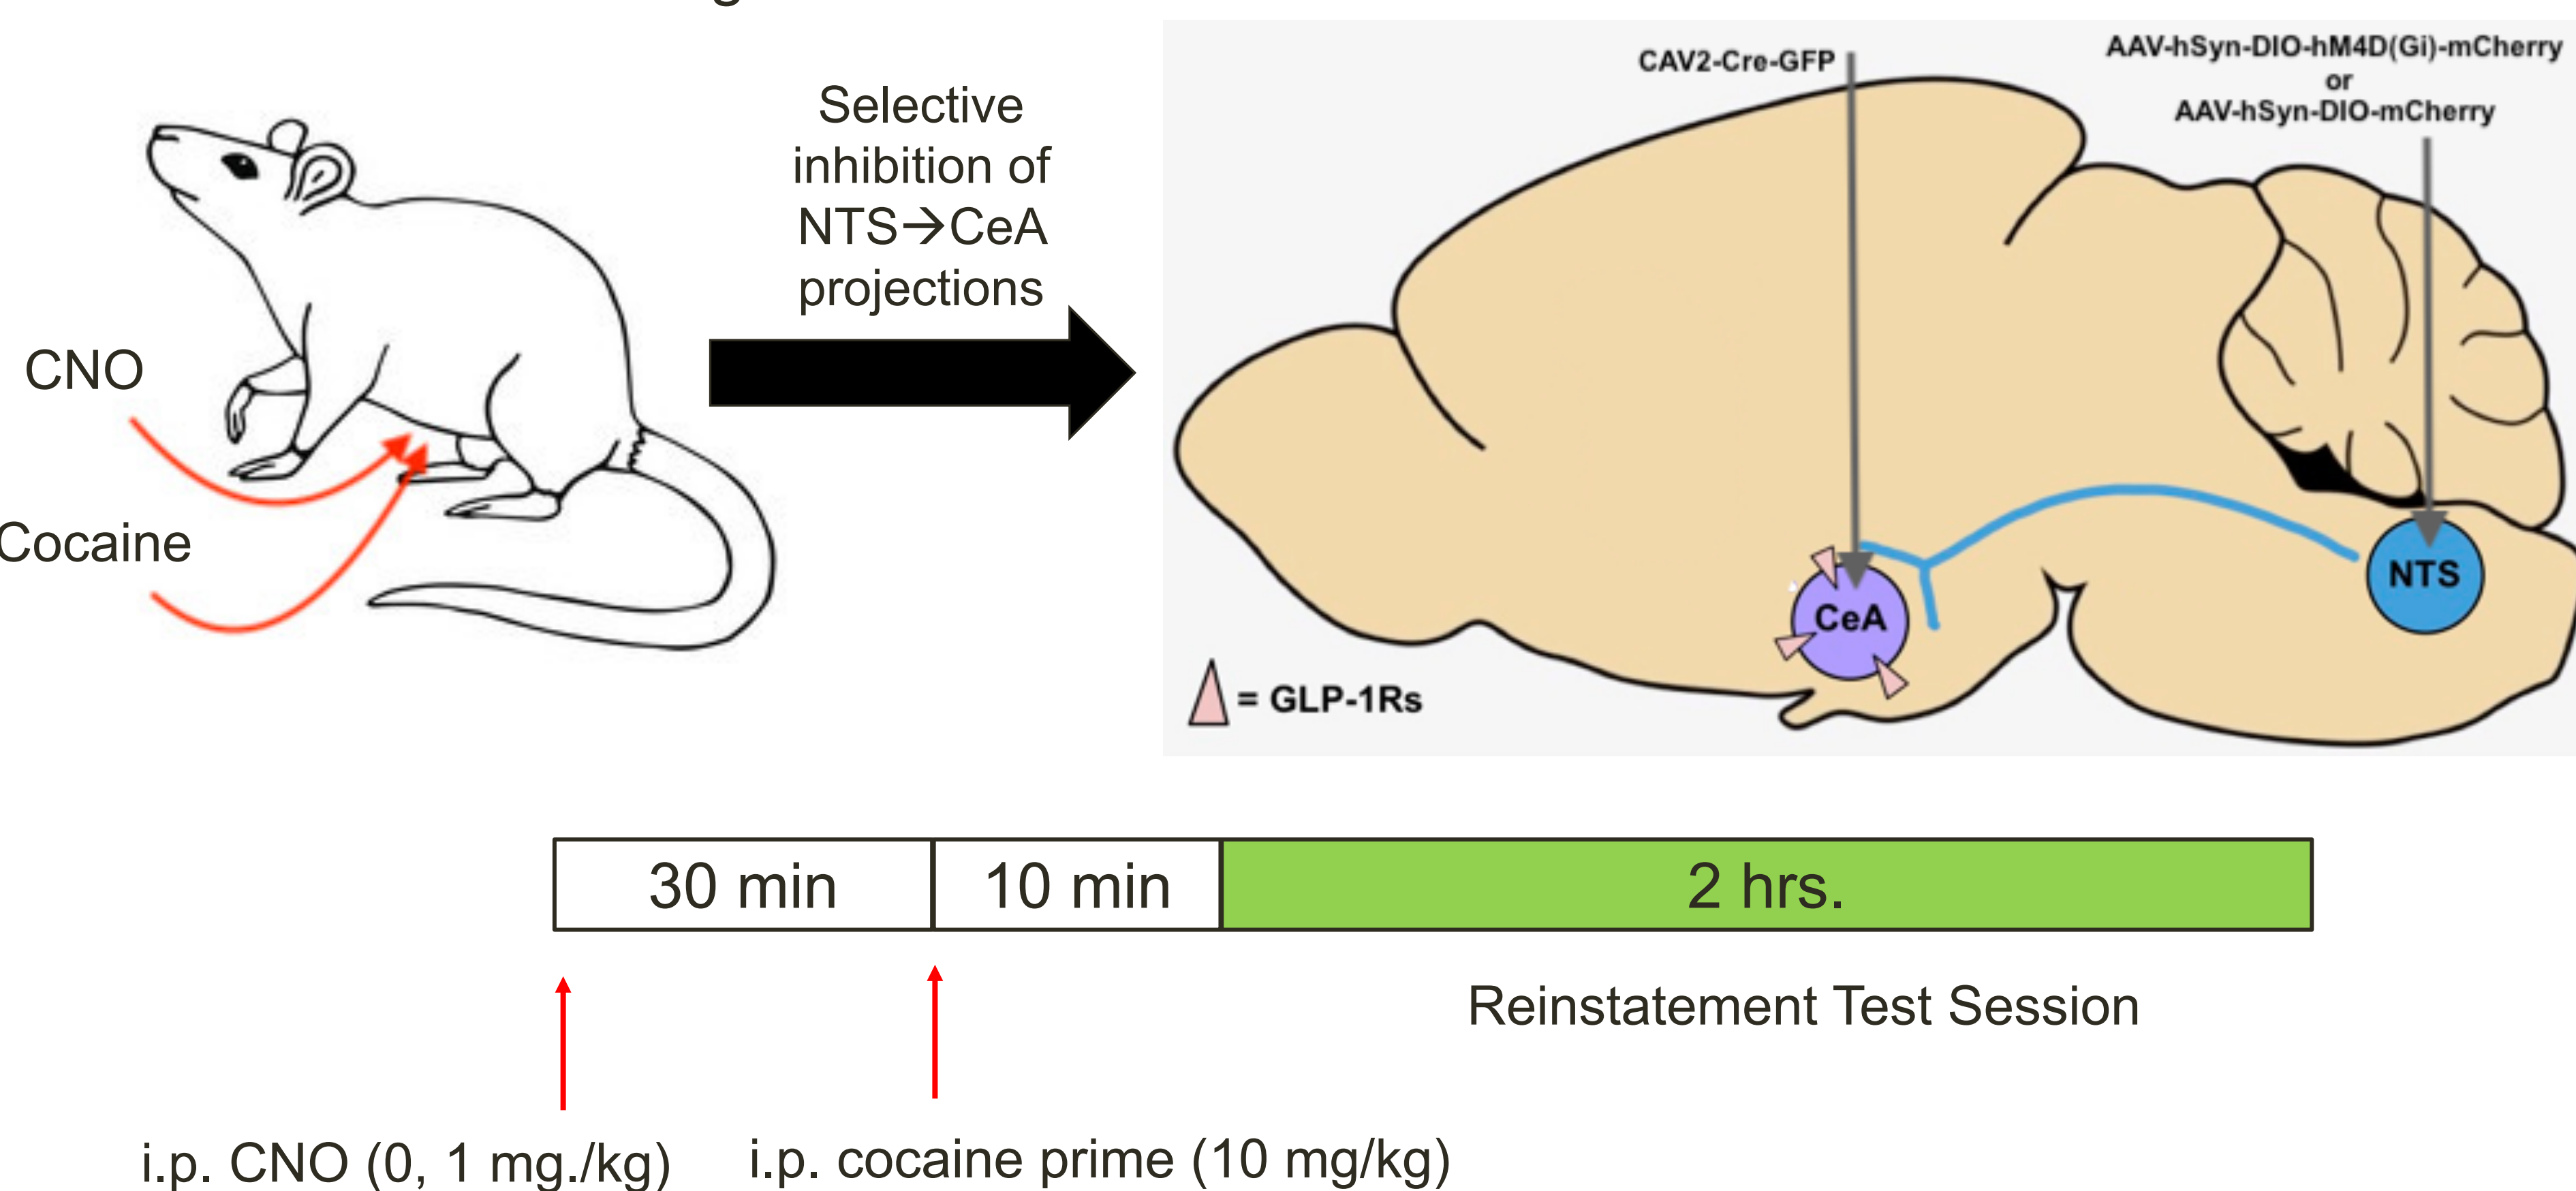 CAV2-Cre-GFP
AAV-hSyn-DIO-hM4D(Gi)-mCherry
or
AAV-hSyn-DIO-mCherry
Selective
inhibition of
NTS→CeA
projections
CNO
Cocaine
CeA
NTS
= GLP-1Rs
30 min
10 min
2 hrs.
Reinstatement Test Session
i.p. CNO (0, 1 mg./kg)
i.p. cocaine prime (10 mg/kg)